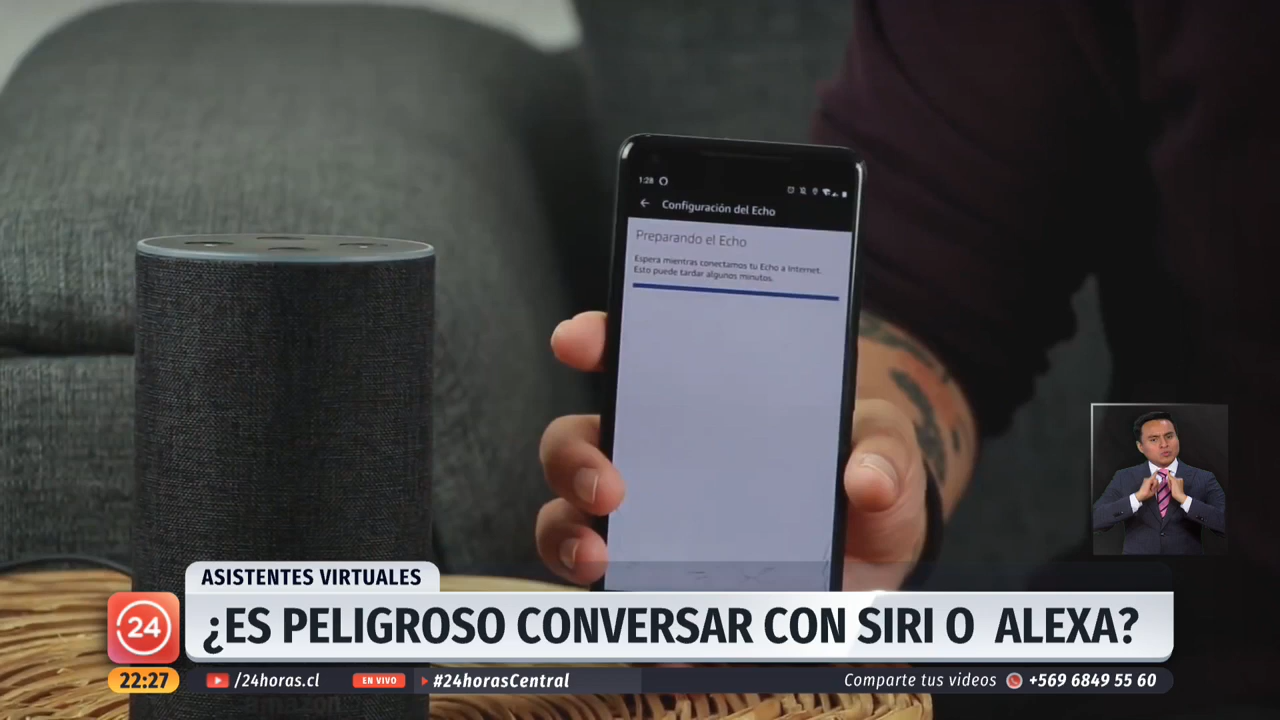 1:28
Configuración del Echo
Preparando el Echo
Espera mientras conectamos tu Echo a Internet.
Esto puede tardar algunos minutos.
ASISTENTES VIRTUALES
24
¿ES PELIGROSO CONVERSAR CON SIRI O ALEXA?
22:27
/24horas.cl
EN VIVO
#24horasCentral
Comparte tus videos
+569 6849 55 60
amazon